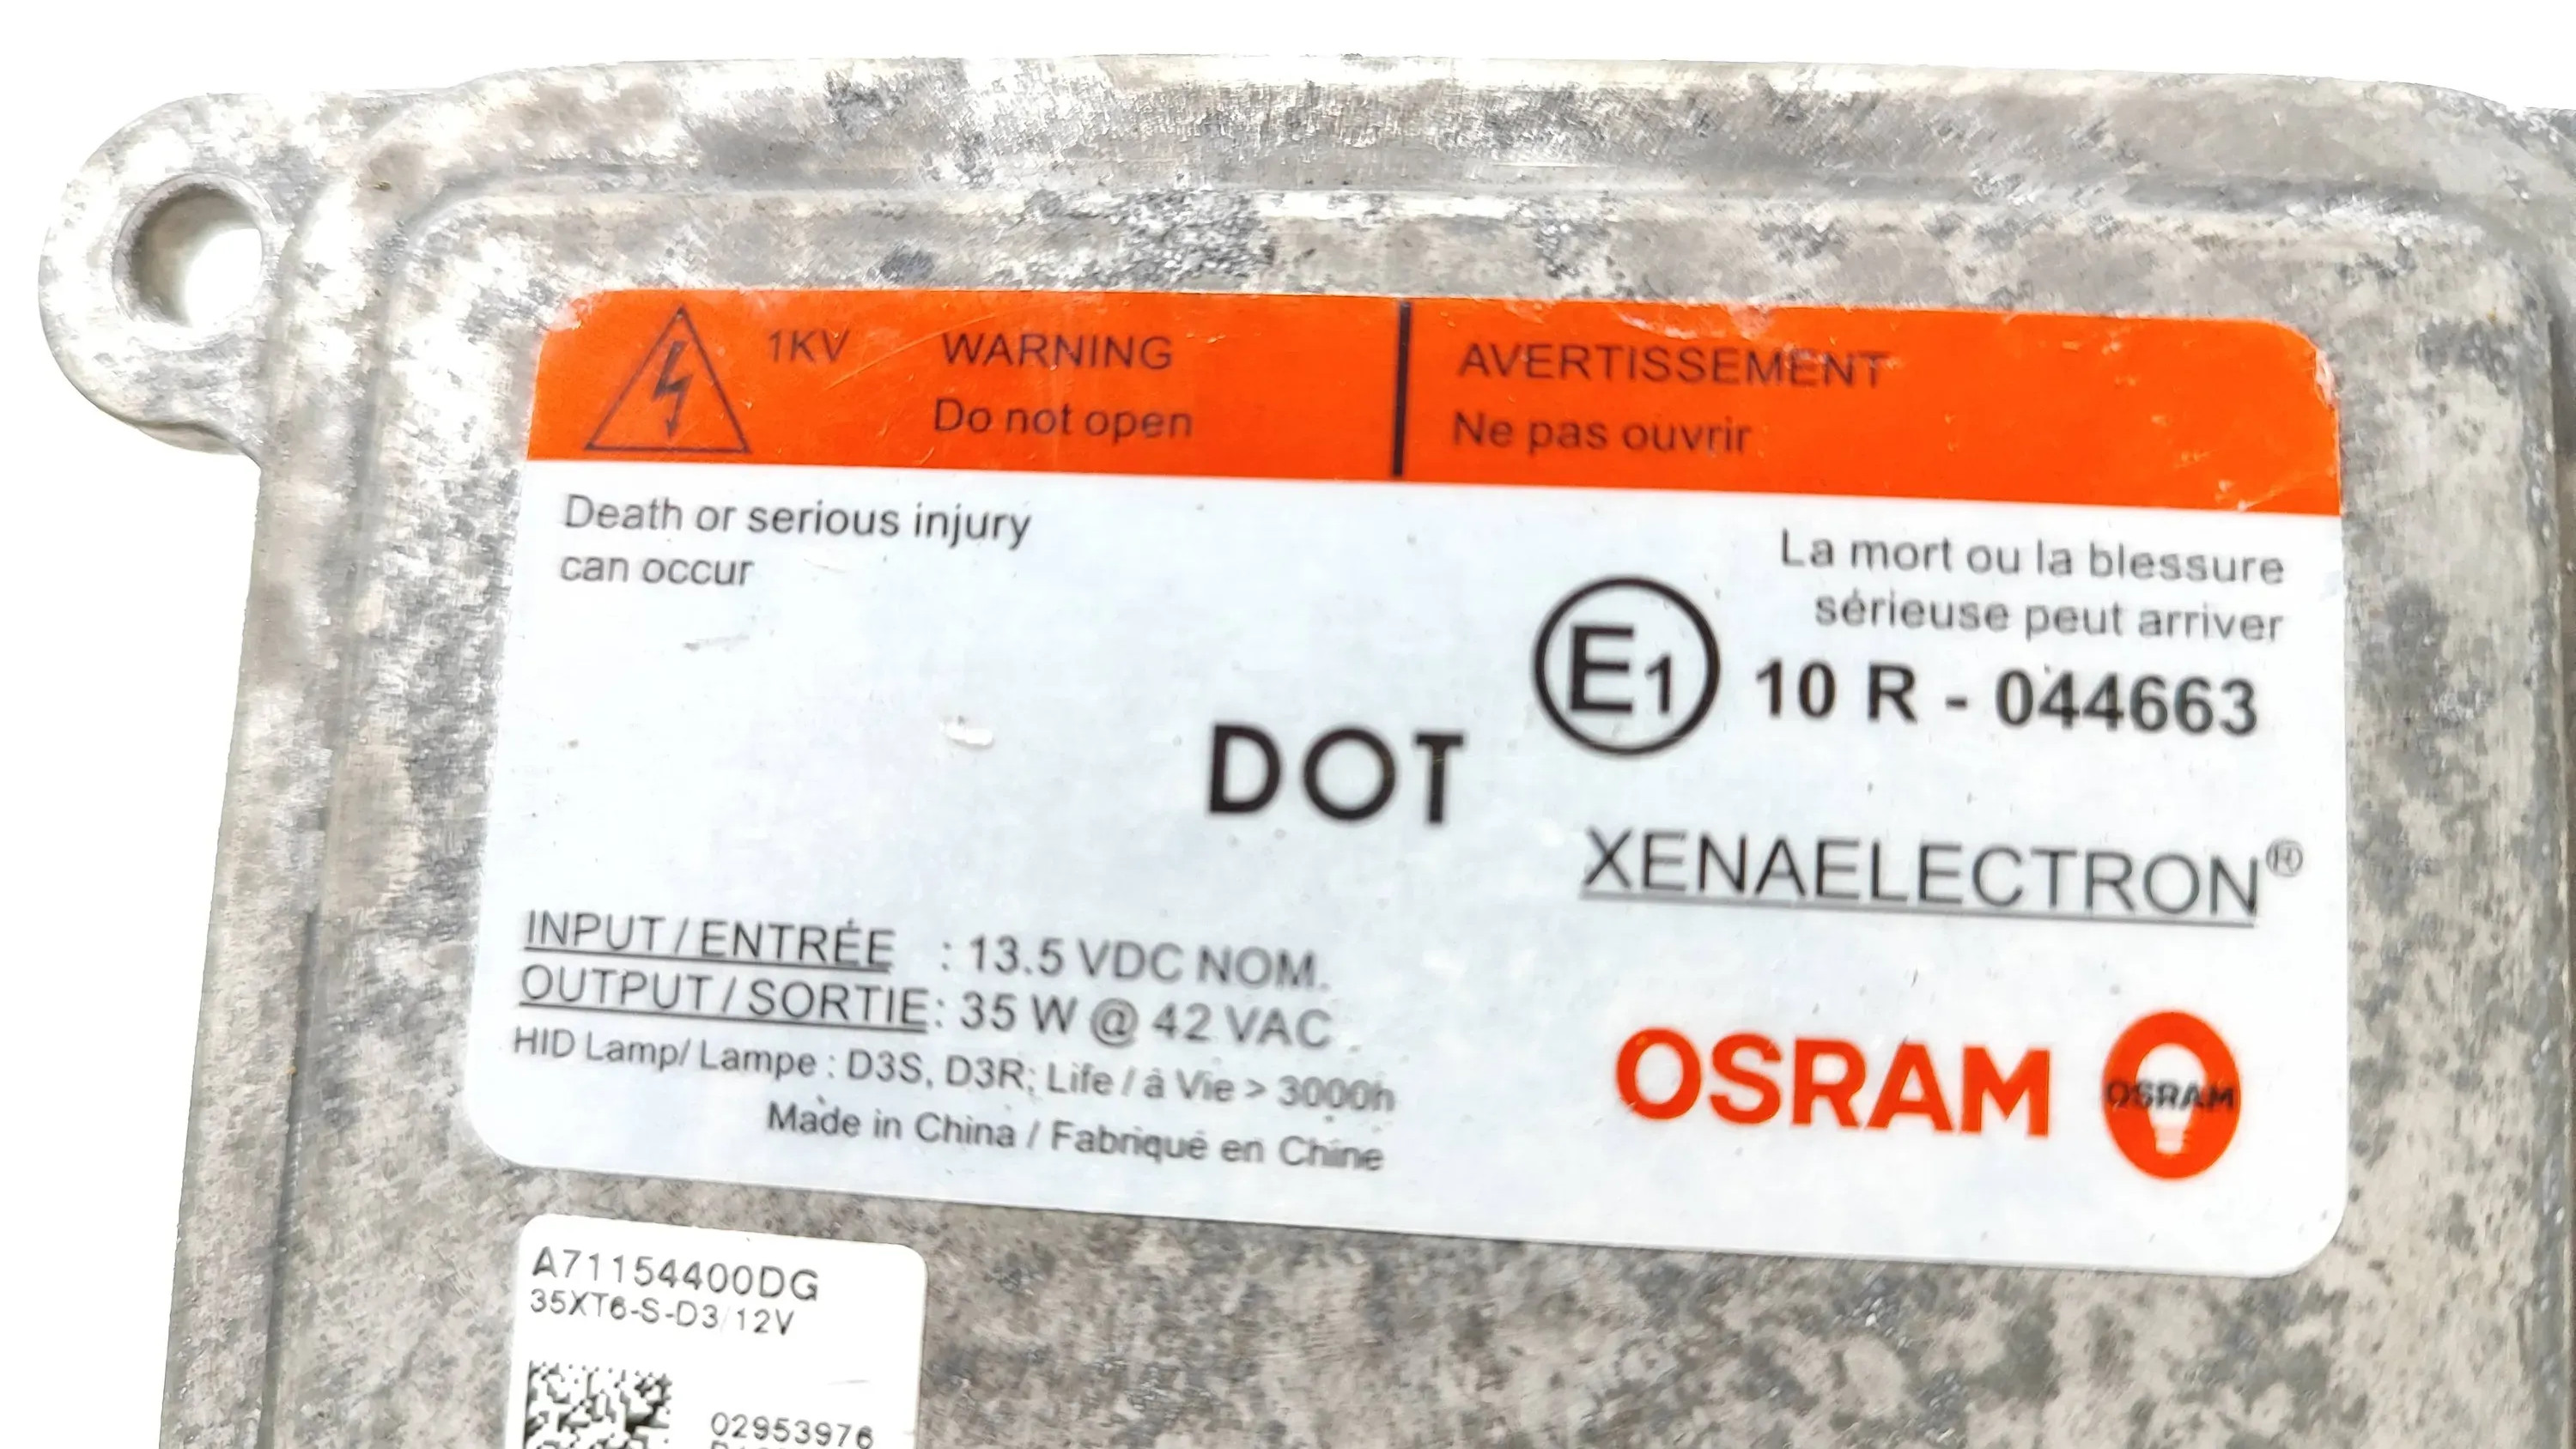 1KV WARNING AVERTISSEMENT
Do not open Ne pas ouvrir
Death or serious injury
can occur
La mort ou la blessure
sérieuse peut arriver
E1 10 R - 044663
DOT
XENAELECTRON®
INPUT / ENTRÉE : 13.5 VDC NOM.
OUTPUT / SORTIE : 35 W @ 42 VAC
HID Lamp/ Lampe : D3S, D3R; Life / à Vie > 3000h
Made in China / Fabriqué en Chine
OSRAM OSRAM
A71154400DG
35XT6-S-D3/12V
02953976